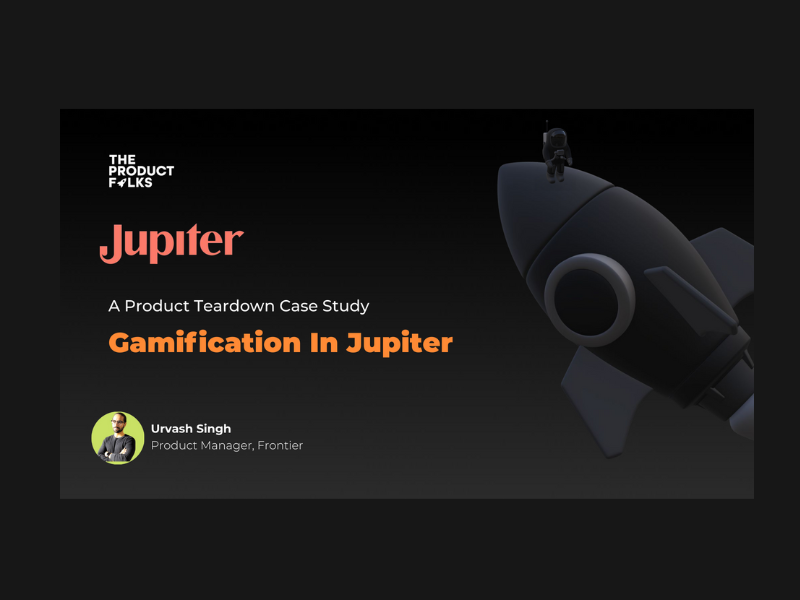 THE
PRODUCT
FOLKS
Jupiter
A Product Teardown Case Study
Gamification In Jupiter
Urvash Singh
Product Manager, Frontier